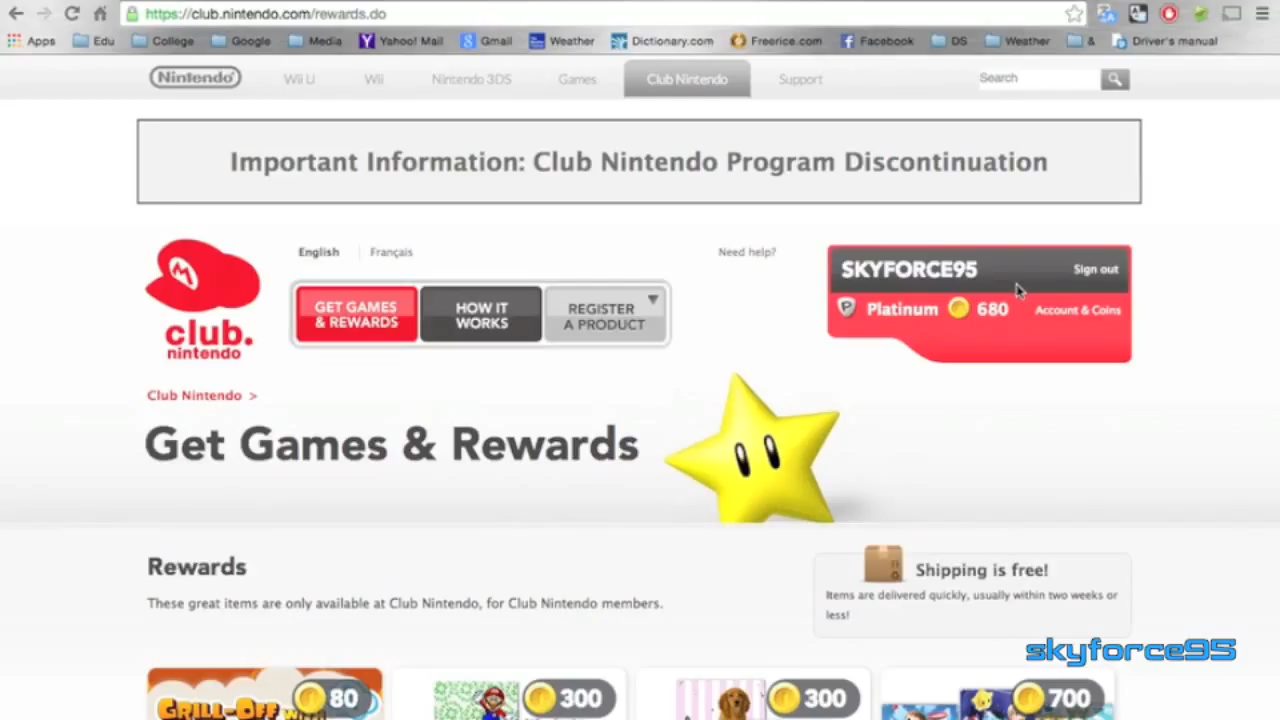 https://club.nintendo.com/rewards.do
Apps Edu College Google Media Yahoo! Mail Gmail Weather Dictionary.com Freerice.com Facebook DS Weather & Driver's manual
Nintendo Wii U Wii Nintendo 3DS Games Club Nintendo Support Search
Important Information: Club Nintendo Program Discontinuation
English Français Need help?
SKYFORCE95 Sign out
Platinum 680 Account & Coins
M
club.
nintendo
GET GAMES
& REWARDS
HOW IT
WORKS
REGISTER
A PRODUCT
Club Nintendo >
Get Games & Rewards
Rewards
These great items are only available at Club Nintendo, for Club Nintendo members.
Shipping is free!
Items are delivered quickly, usually within two weeks or
less!
skyforce95
80 300 300 700
GRILL-OFF WITH